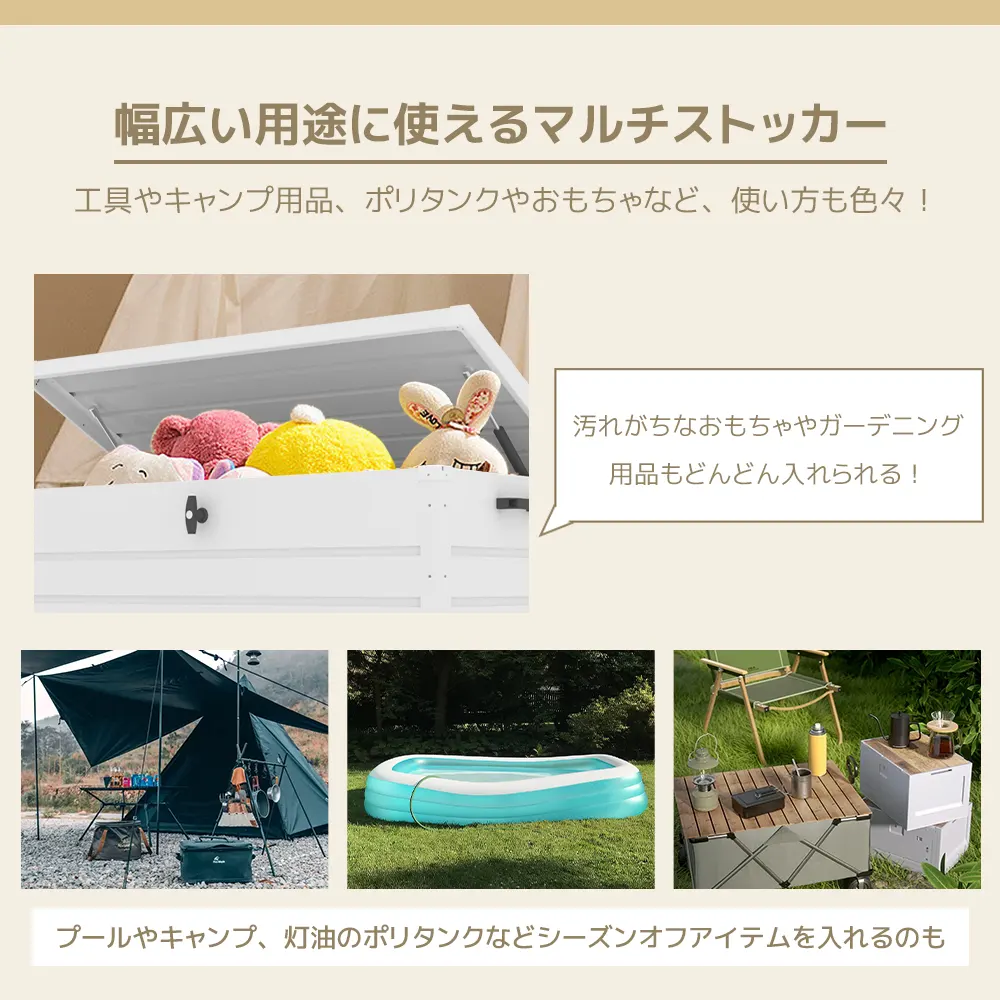 幅広い用途に使えるマルチストッカー
工具やキャンプ用品、ポリタンクやおもちゃなど、使い方も色々！
LOVE
汚れがちなおもちゃやガーデニング
用品もどんどん入れられる！
プールやキャンプ、灯油のポリタンクなどシーズンオフアイテムを入れるのも